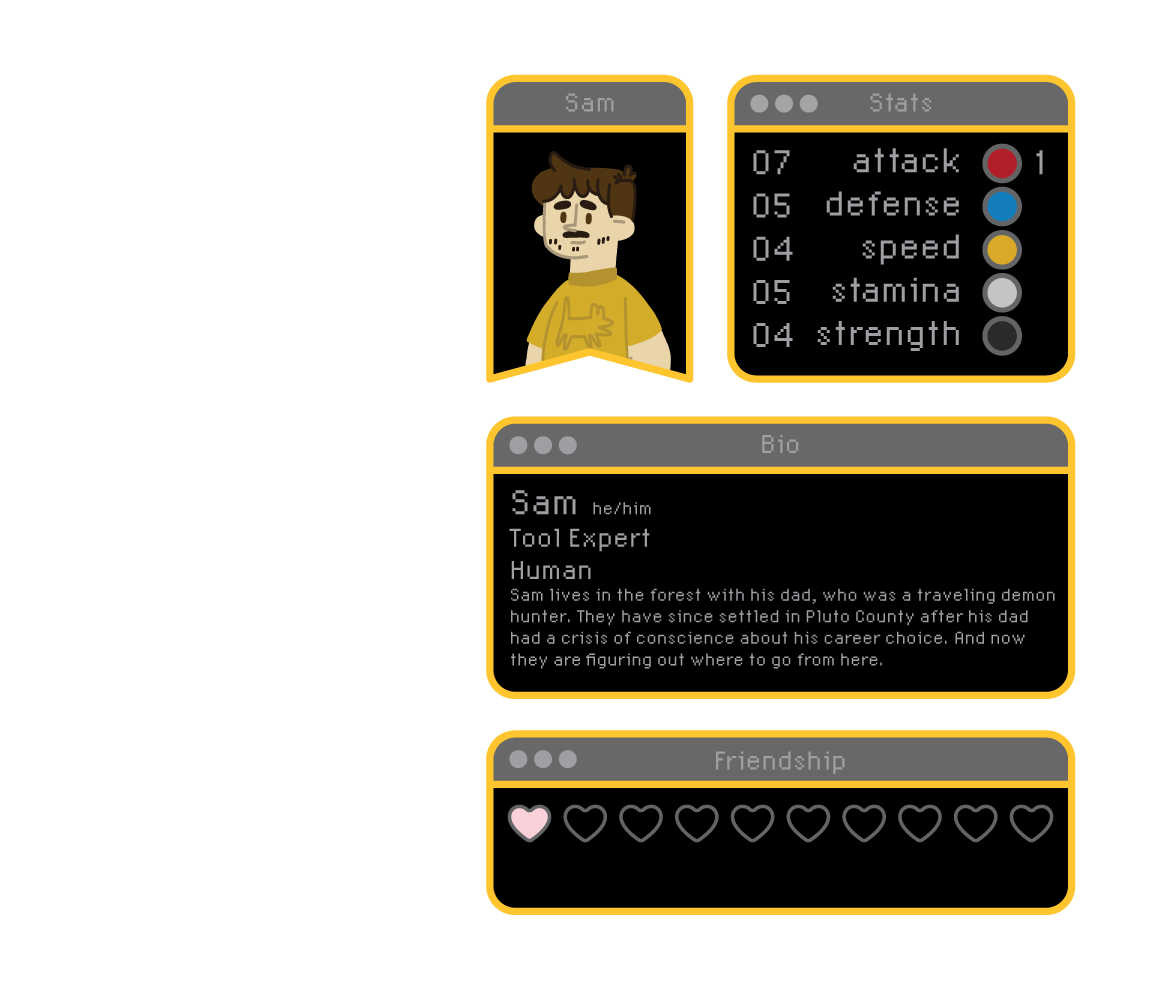 Sam
Stats
07 attack 1
05 defense
04 speed
05 stamina
04 strength
Bio
Sam he/him
Tool Expert
Human
Sam lives in the forest with his dad, who was a traveling demon
hunter. They have since settled in Pluto County after his dad
had a crisis of conscience about his career choice. And now
they are figuring out where to go from here.
Friendship